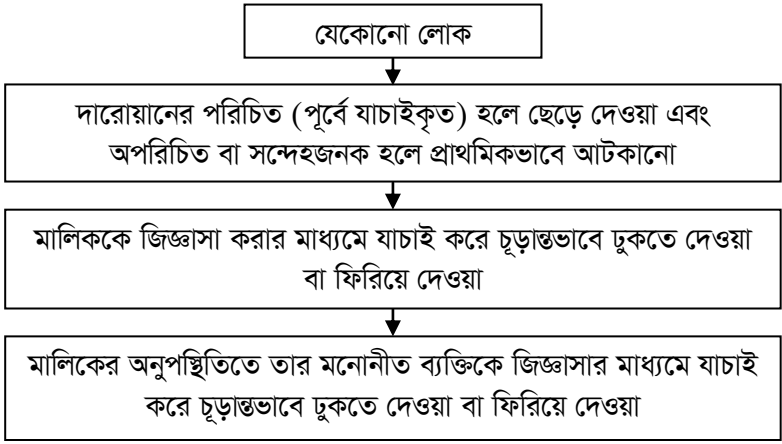 যেকোনো লোক
দারোয়ানের পরিচিত (পূর্বে যাচাইকৃত) হলে ছেড়ে দেওয়া এবং
অপরিচিত বা সন্দেহজনক হলে প্রাথমিকভাবে আটকানো
মালিককে জিজ্ঞাসা করার মাধ্যমে যাচাই করে চূড়ান্তভাবে ঢুকতে দেওয়া
বা ফিরিয়ে দেওয়া
মালিকের অনুপস্থিতিতে তার মনোনীত ব্যক্তিকে জিজ্ঞাসার মাধ্যমে যাচাই
করে চূড়ান্তভাবে ঢুকতে দেওয়া বা ফিরিয়ে দেওয়া